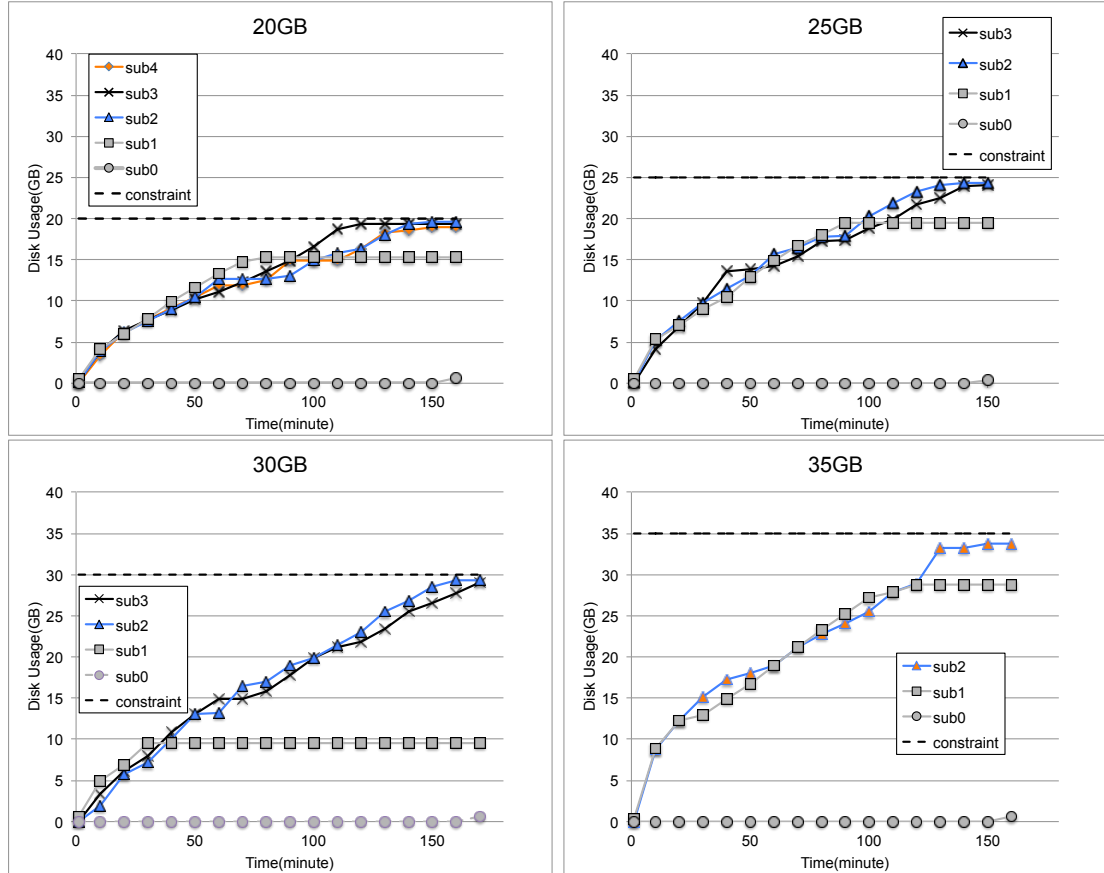 20GB
40
35
30
25
20
15
10
5
0
Disk Usage(GB)
sub4
sub3
sub2
sub1
sub0
constraint
0
50
100
150
Time(minute)
25GB
40
35
30
25
20
15
10
5
0
Disk Usage(GB)
sub3
sub2
sub1
sub0
constraint
0
50
100
150
Time(minute)
30GB
40
35
30
25
20
15
10
5
0
Disk Usage(GB)
sub3
sub2
sub1
sub0
constraint
0
50
100
150
Time(minute)
35GB
40
35
30
25
20
15
10
5
0
Disk Usage(GB)
sub2
sub1
sub0
constraint
0
50
100
150
Time(minute)